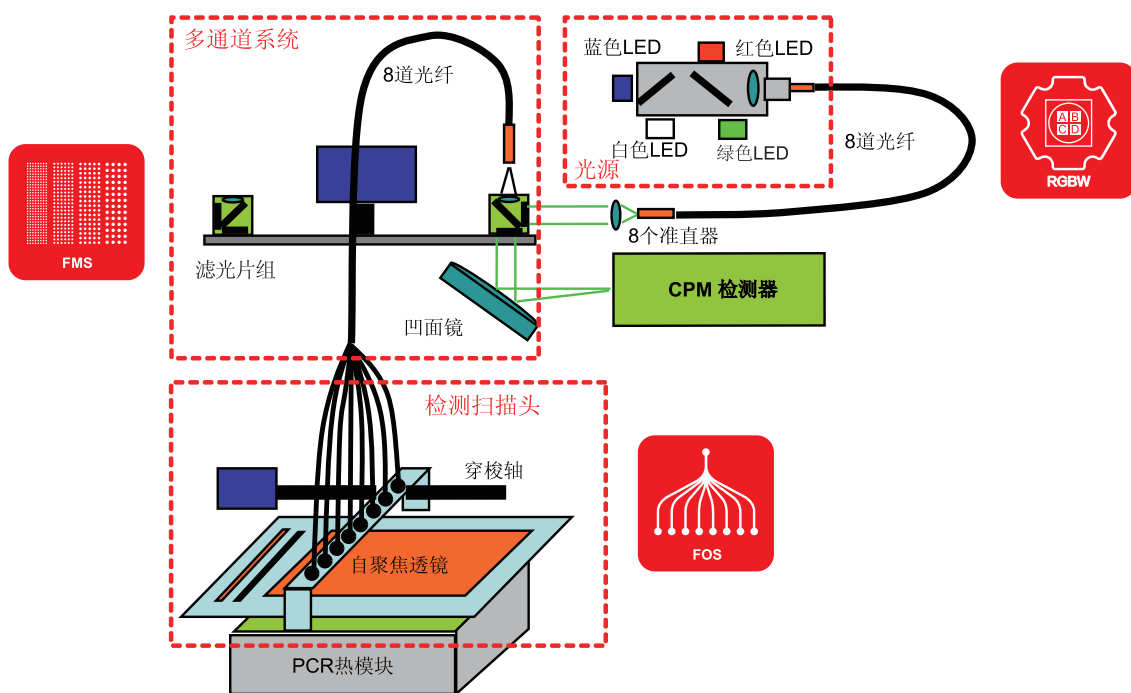 多通道系统
8道光纤
滤光片组
凹面镜
蓝色LED
红色LED
白色LED
绿色LED
光源
8道光纤
8个准直器
CPM 检测器
FMS
A B
C D
RGBW
检测扫描头
穿梭轴
自聚焦透镜
PCR热模块
FOS